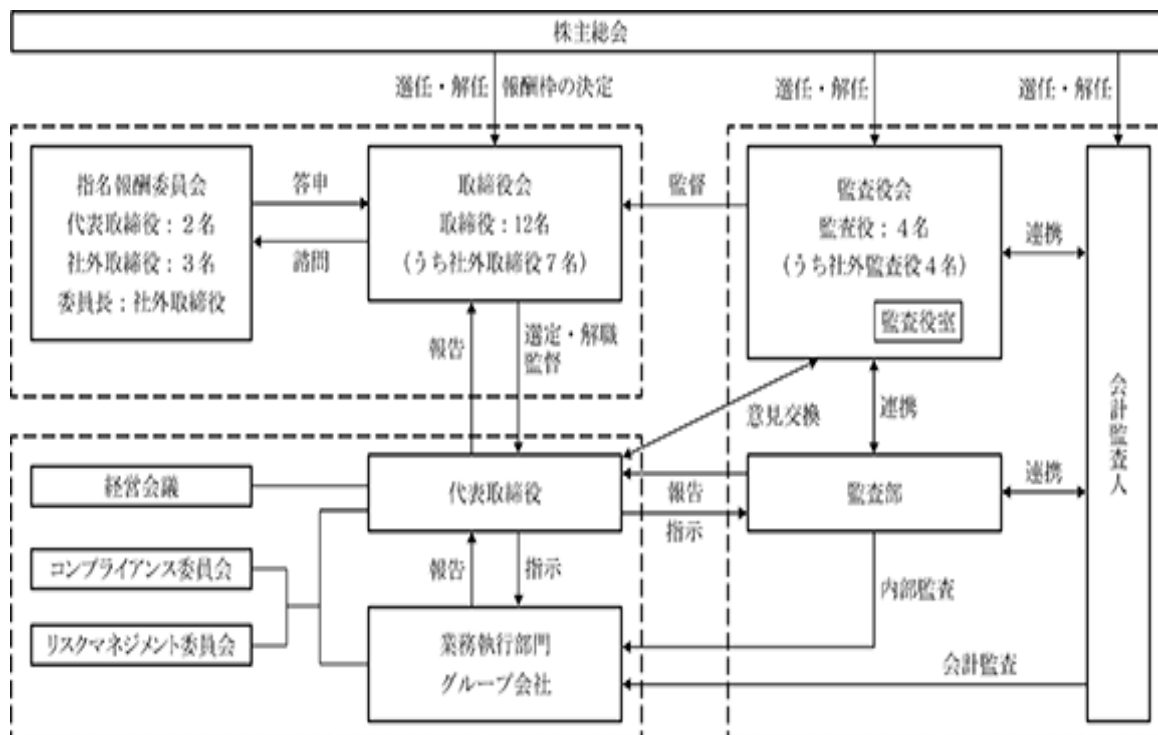 株主総会
選任・解任
報酬枠の決定
選任・解任
選任・解任
指名報酬委員会
代表取締役：2名
社外取締役：3名
委員長：社外取締役
答申
諮問
取締役会
取締役：12名
(うち社外取締役7名)
監督
監査役会
監査役：4名
(うち社外監査役4名)
監査役室
連携
会計監査人
報告
選定・解職
監督
意見交換
連携
経営会議
代表取締役
報告
指示
監査部
連携
コンプライアンス委員会
リスクマネジメント委員会
報告
指示
内部監査
業務執行部門
グループ会社
会計監査